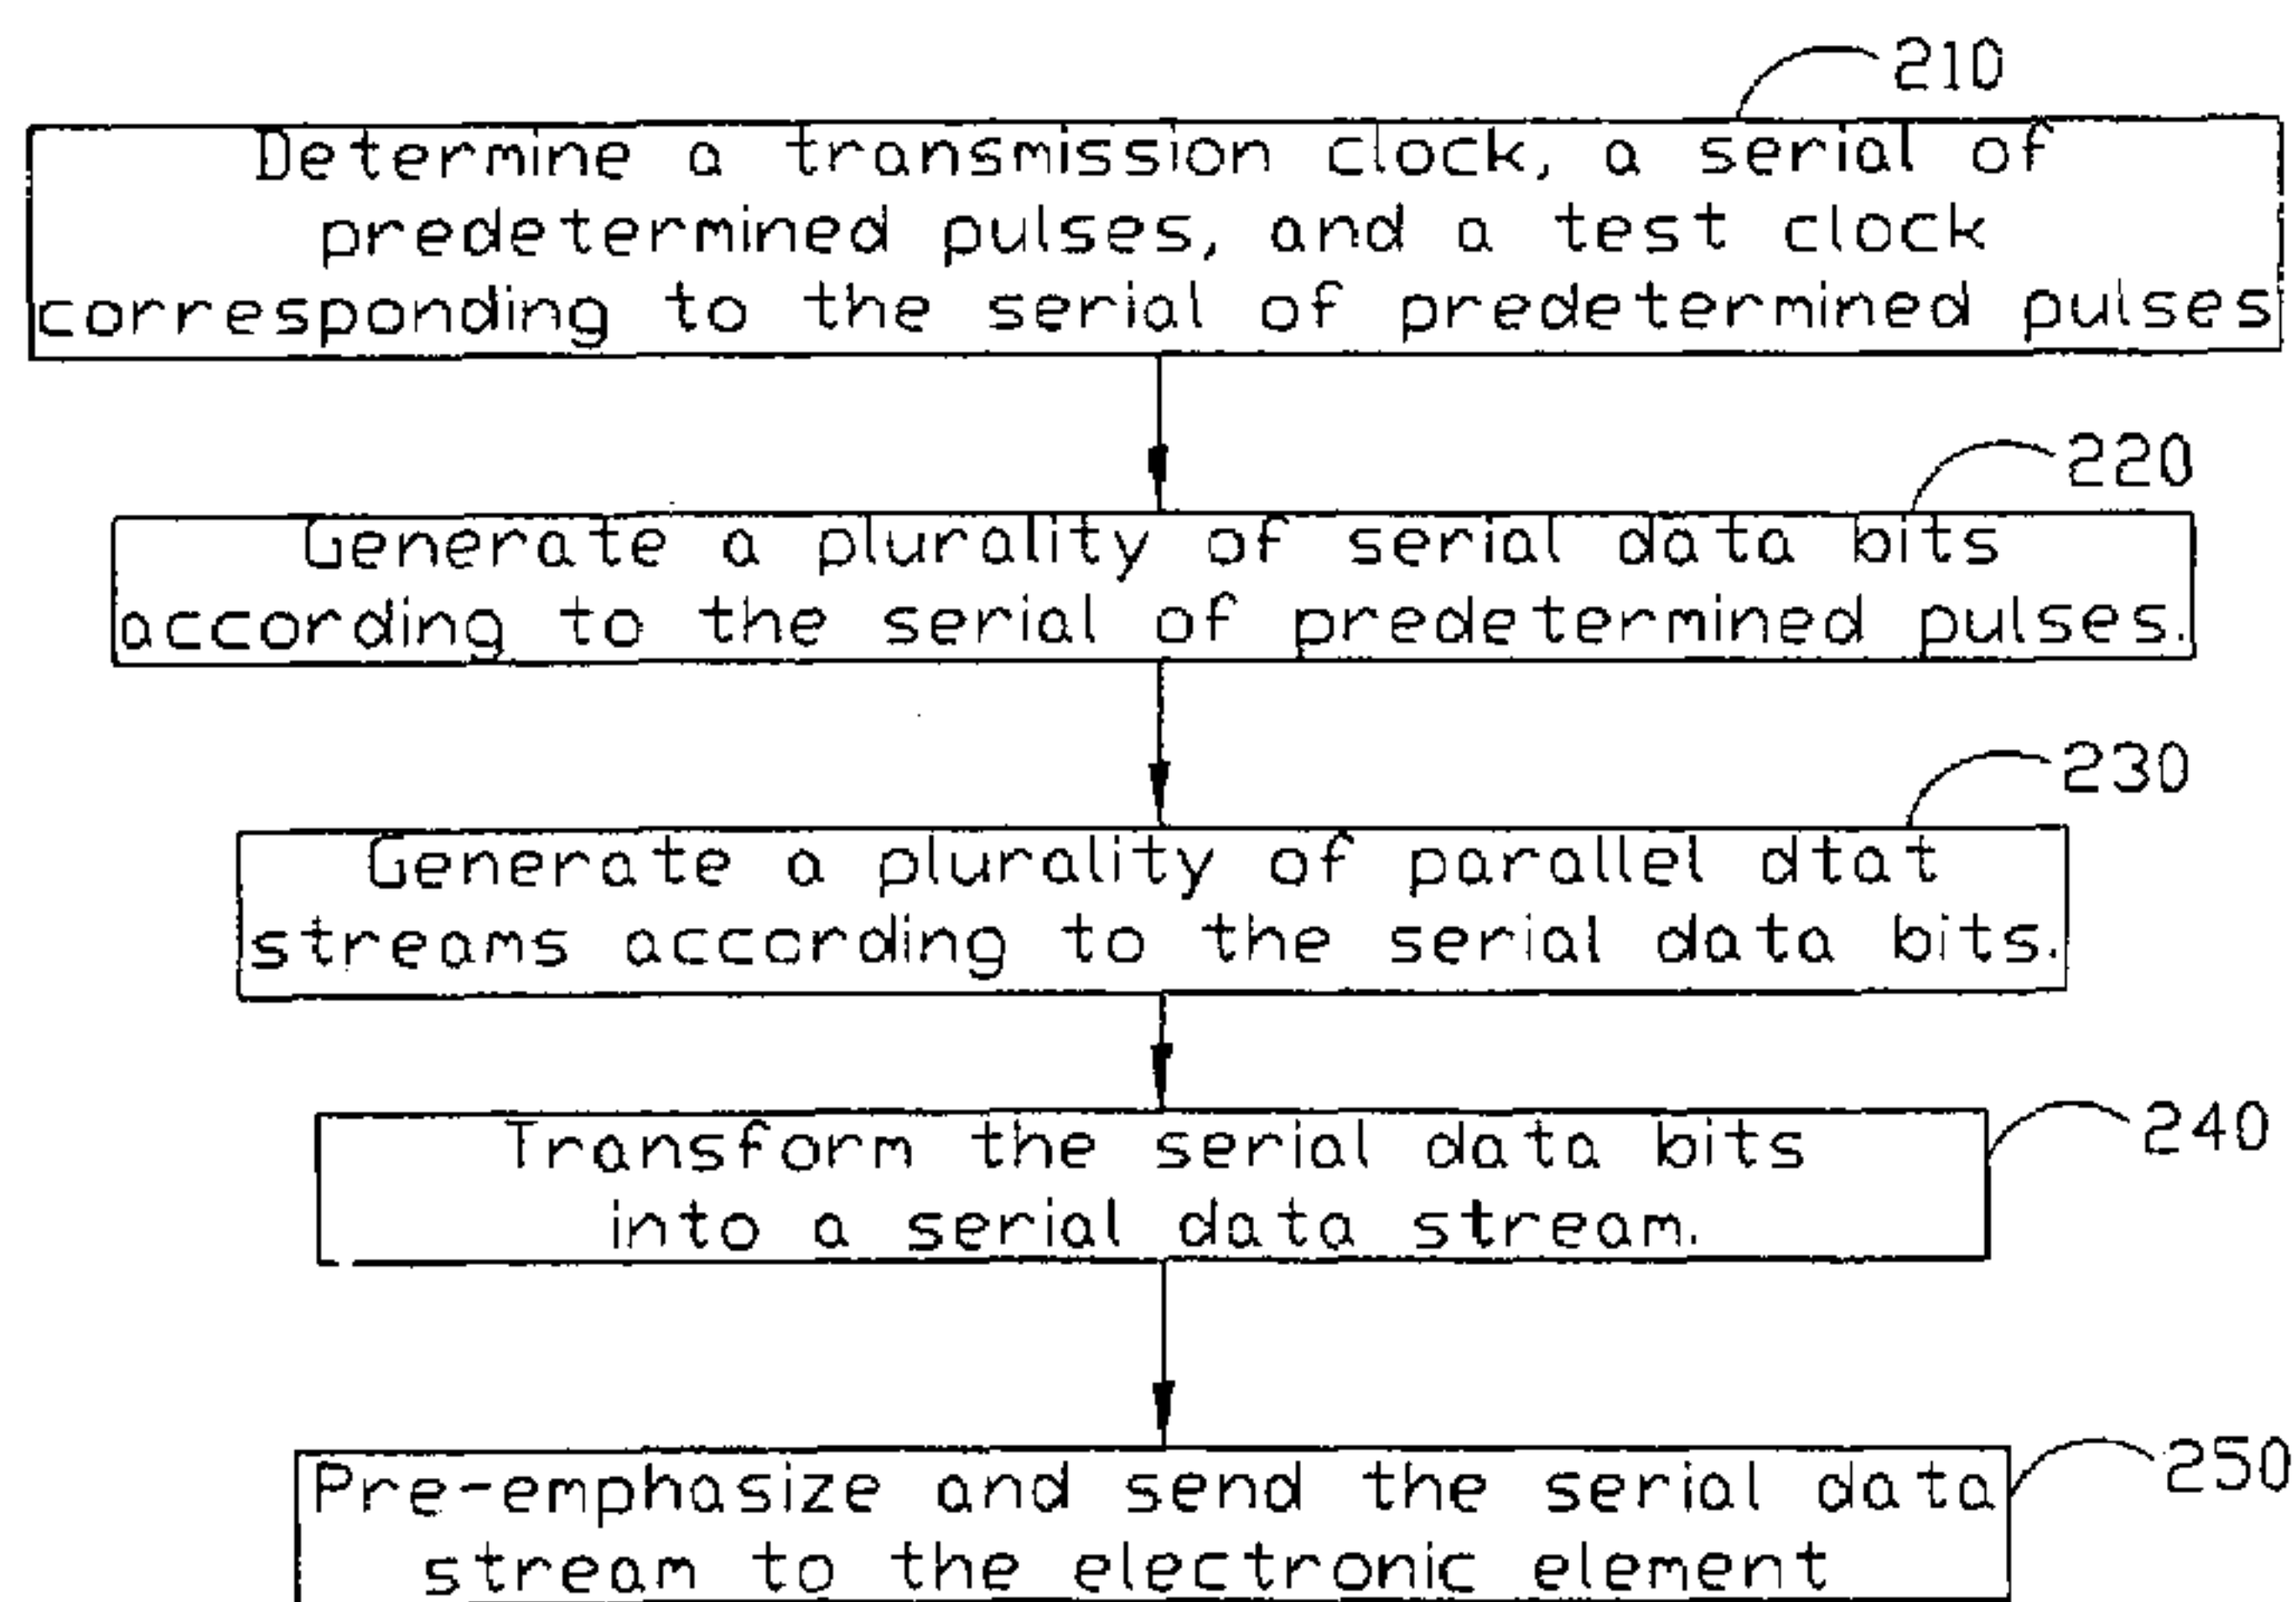 210
Determine a transmission clock, a serial of
predetermined pulses, and a test clock
corresponding to the serial of predetermined pulses
220
Generate a plurality of serial data bits
according to the serial of predetermined pulses.
230
Generate a plurality of parallel dtat
streams according to the serial data bits.
240
Transform the serial data bits
into a serial data stream.
250
Pre-emphasize and send the serial data
stream to the electronic element